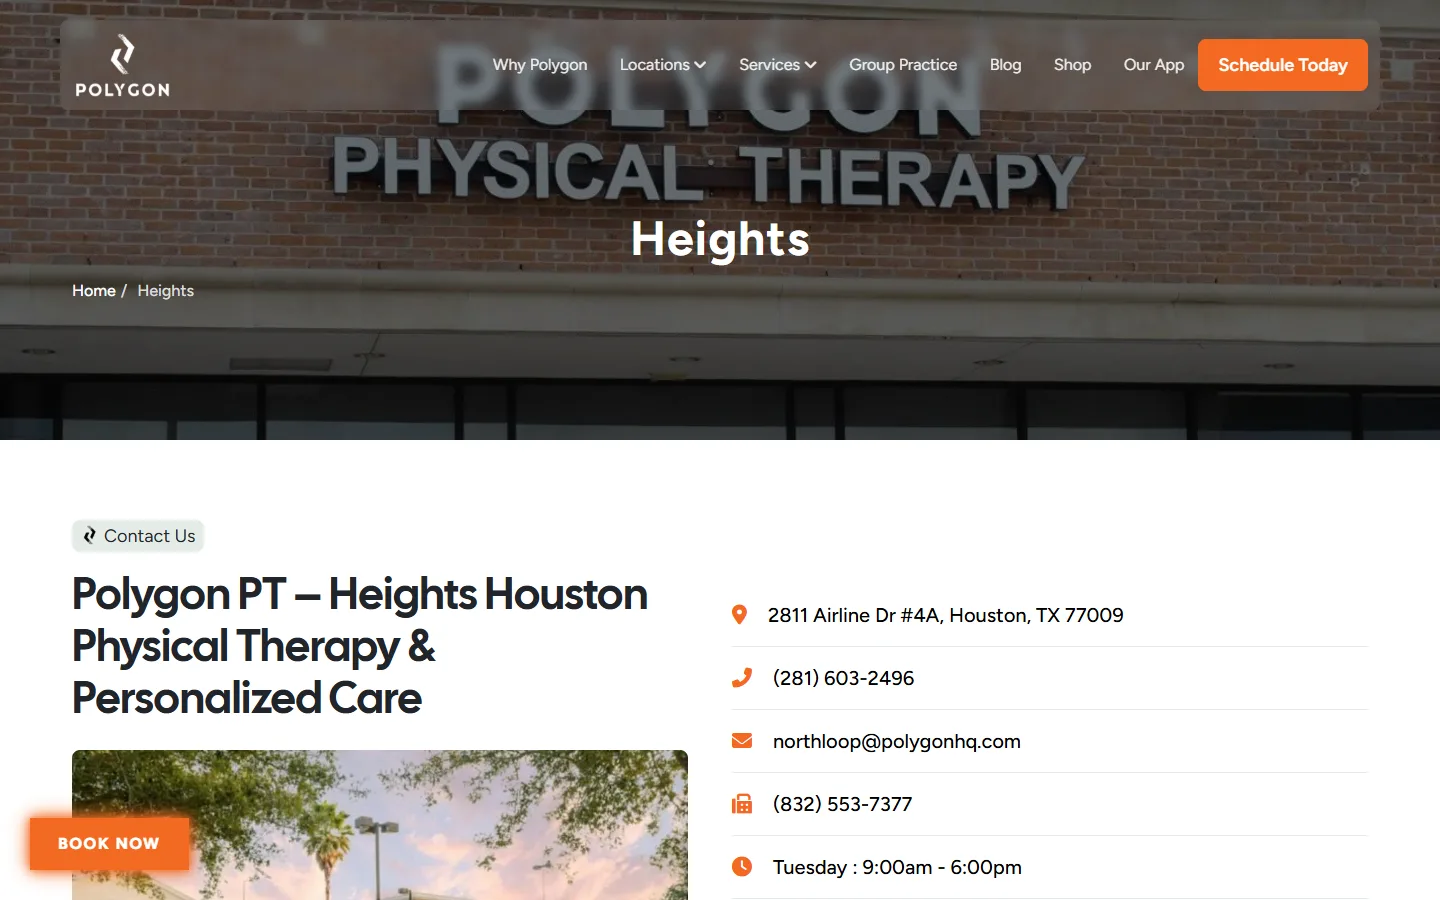 POLYGON
Why Polygon
Locations
Services
Group Practice
Blog
Shop
Our App
Schedule Today
POLYGON
PHYSICAL THERAPY
Heights
Home / Heights
Contact Us
Polygon PT – Heights Houston
Physical Therapy &
Personalized Care
2811 Airline Dr #4A, Houston, TX 77009
(281) 603-2496
northloop@polygonhq.com
(832) 553-7377
Tuesday : 9:00am - 6:00pm
BOOK NOW